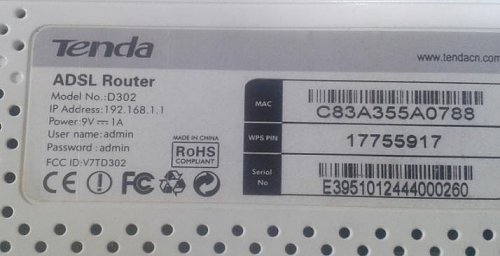 Tenda
www.tendacn.com
ADSL Router
Model No.:D302
IP Address:192.168.1.1
Power:9V⎓1A
User name:admin
Password:admin
FCC ID:V7TD302
MADE IN CHINA
RoHS
COMPLIANT
CE FC
MAC
C83A355A0788
WPS PIN
17755917
Serial
No
E3951012444000260